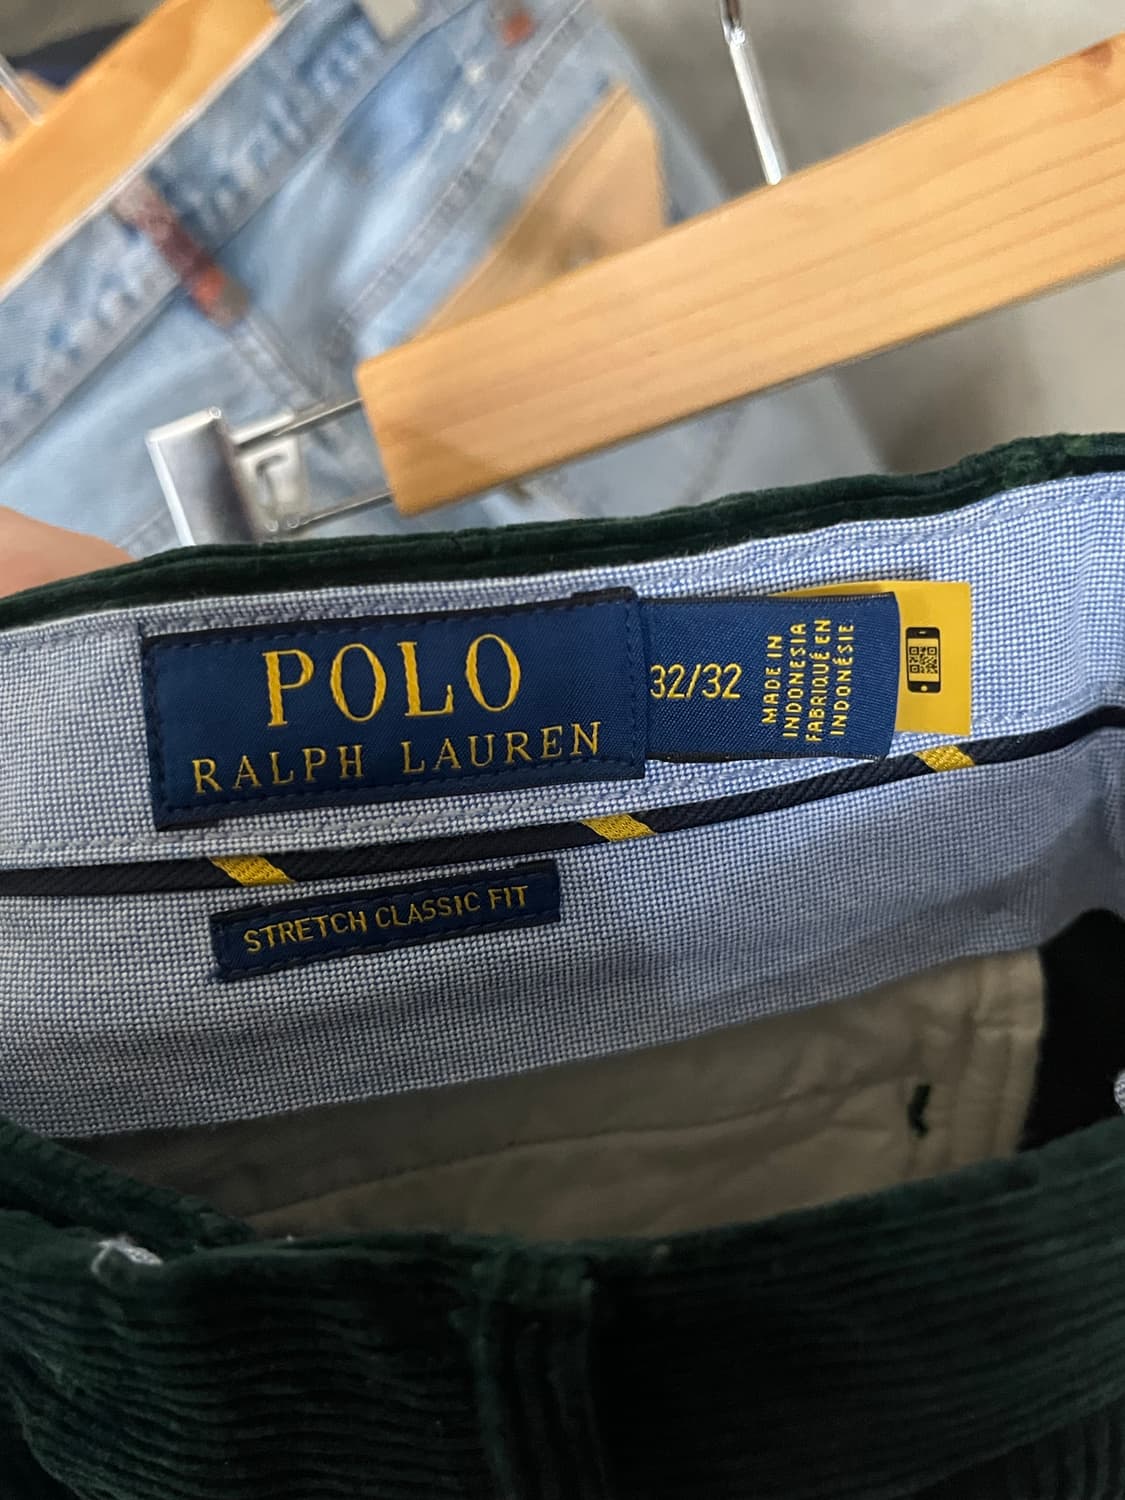 POLO
RALPH LAUREN
32/32
MADE IN
INDONESIA
FABRIQUÉ EN
INDONÉSIE
STRETCH CLASSIC FIT